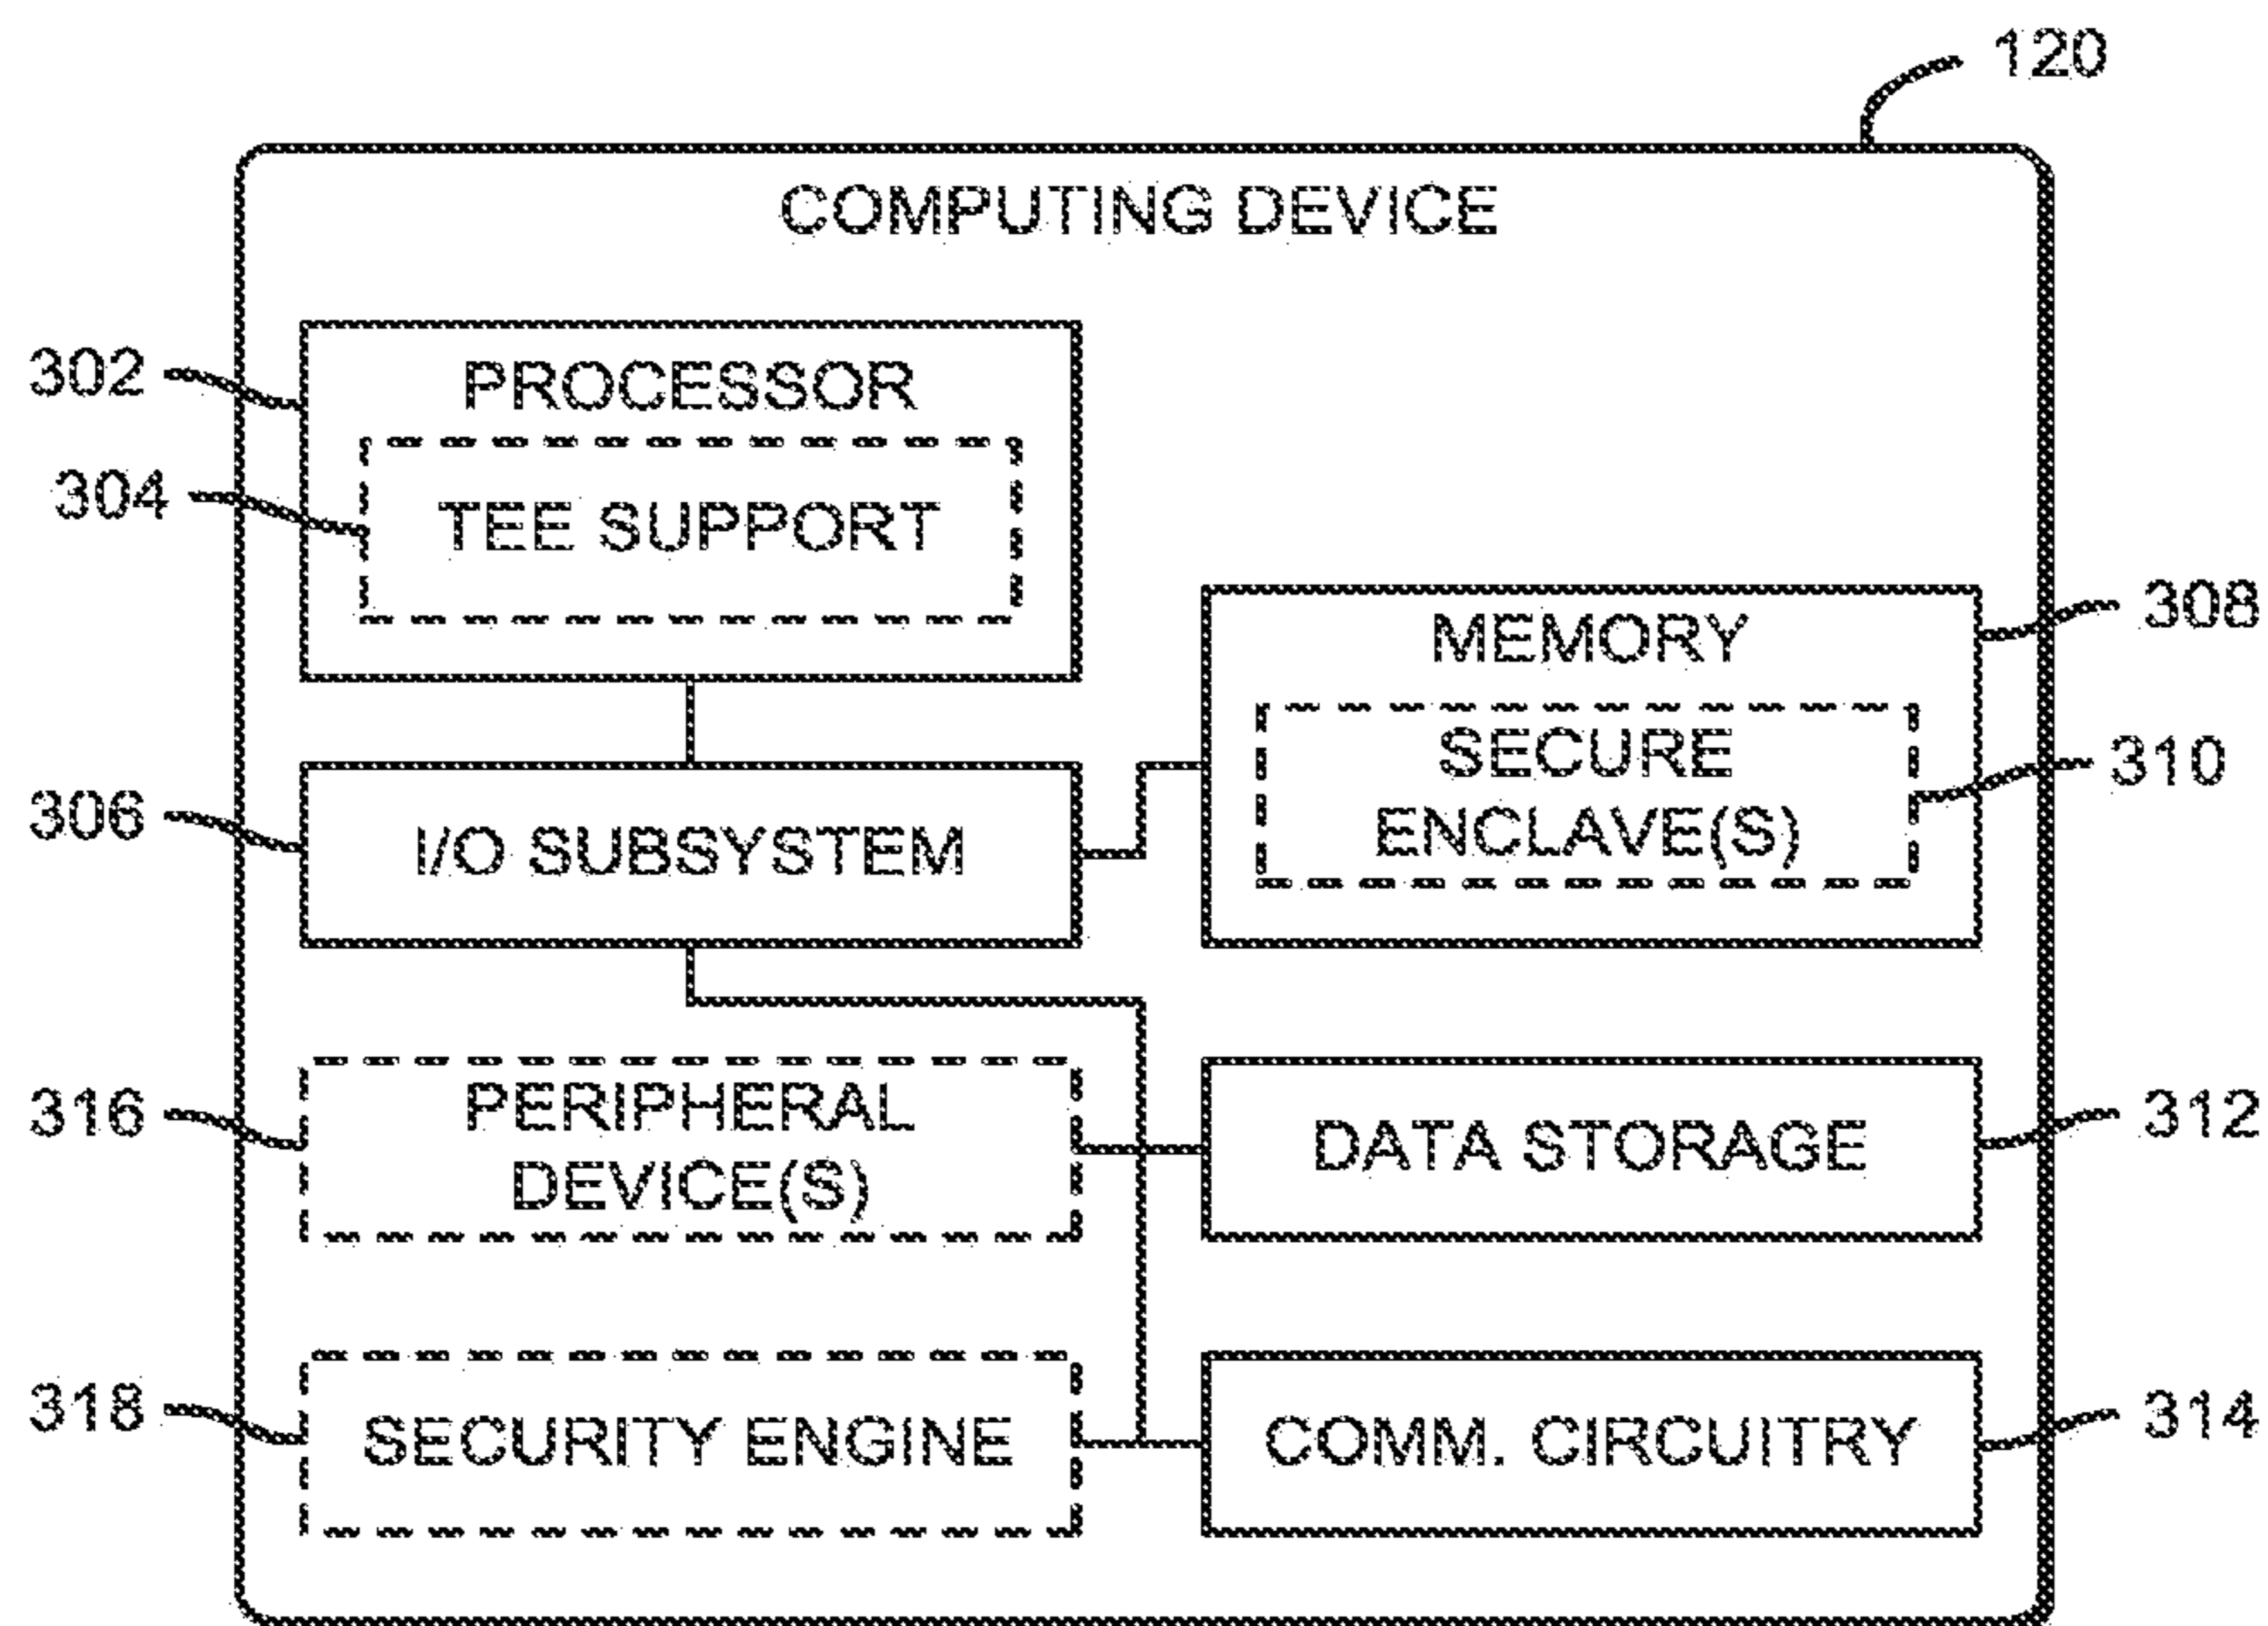 120
COMPUTING DEVICE
302
PROCESSOR
304
TEE SUPPORT
308
MEMORY
310
SECURE
ENCLAVE(S)
306
I/O SUBSYSTEM
316
PERIPHERAL
DEVICE(S)
312
DATA STORAGE
318
SECURITY ENGINE
314
COMM. CIRCUITRY